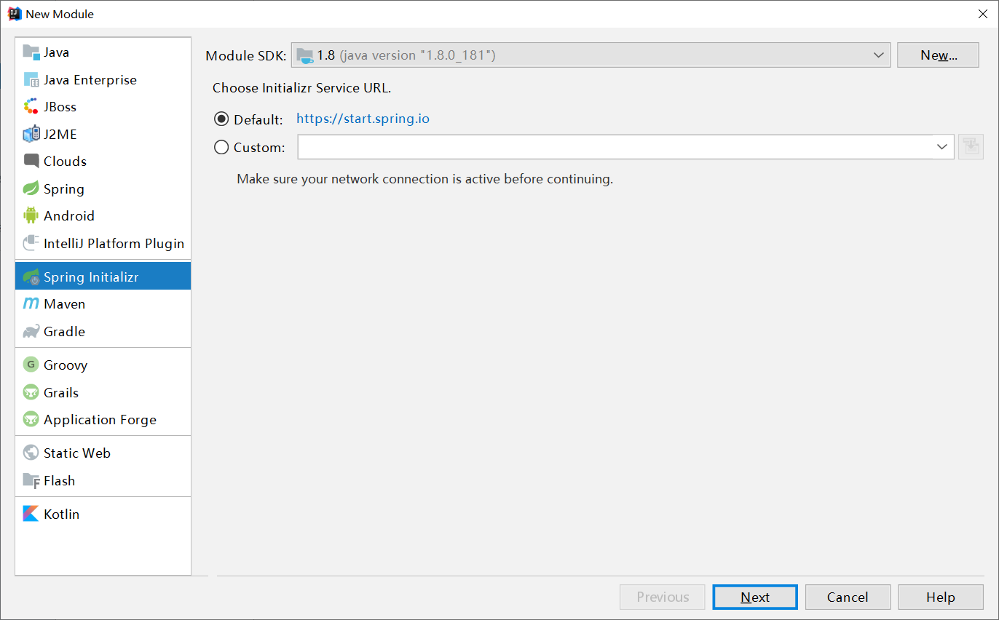 New Module
Java
Java Enterprise
JBoss
J2ME
Clouds
Spring
Android
IntelliJ Platform Plugin
Spring Initializr
Maven
Gradle
Groovy
Grails
Application Forge
Static Web
Flash
Kotlin
Module SDK: 1.8 (java version "1.8.0_181") New...
Choose Initializr Service URL.
Default: https://start.spring.io
Custom:
Make sure your network connection is active before continuing.
Previous Next Cancel Help